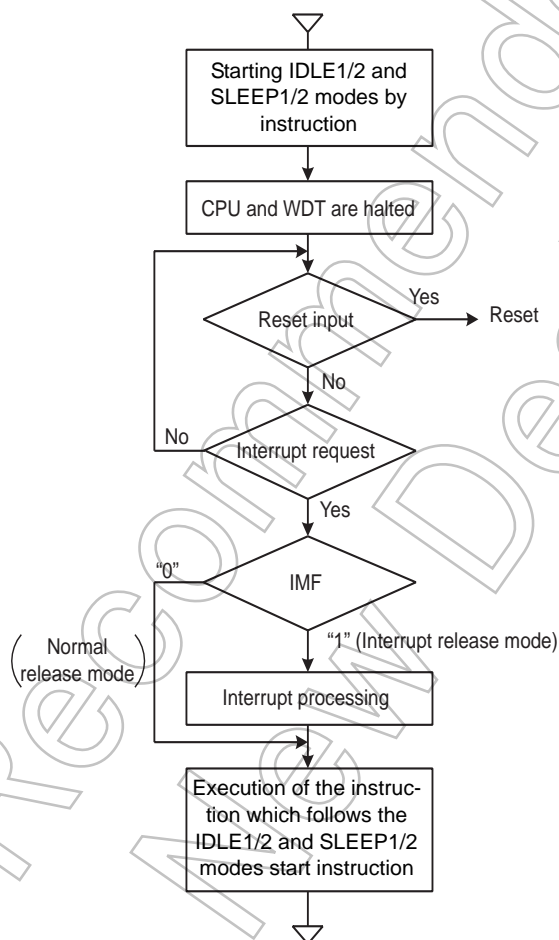 Starting IDLE1/2 and
SLEEP1/2 modes by
instruction
CPU and WDT are halted
Reset input
Yes
Reset
No
No
Interrupt request
Yes
"0"
IMF
Normal
release mode
"1" (Interrupt release mode)
Interrupt processing
Execution of the instruc-
tion which follows the
IDLE1/2 and SLEEP1/2
modes start instruction